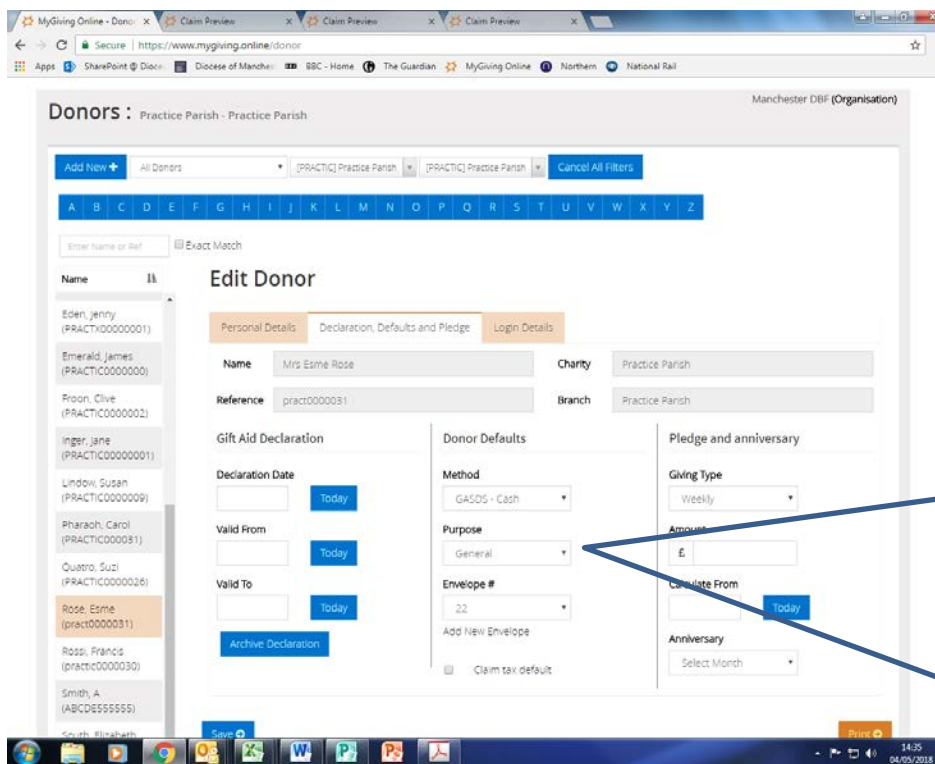 MyGiving Online - Dono
Claim Preview
Claim Preview
Claim Preview
Secure | https://www.mygiving.online/donor
Apps SharePoint @ Dioce Diocese of Manches BBC - Home The Guardian MyGiving Online Northern National Rail
Manchester DBF (Organisation)
Donors : Practice Parish - Practice Parish
Add New + All Donors [PRACTIC] Practice Parish [PRACTIC] Practice Parish Cancel All Filters
A B C D E F G H I J K L M N O P Q R S T U V W X Y Z
Enter Name or Ref Exact Match
Name
Edit Donor
Eden, Jenny
(PRACTX00000001)
Emerald, James
(PRACTIC0000000)
Froon, Clive
(PRACTIC0000002)
Inger, Jane
(PRACTIC00000001)
Lindow, Susan
(PRACTIC0000009)
Pharaoh, Carol
(PRACTIC000031)
Quatro, Suzi
(PRACTIC0000026)
Rose, Esme
(pract0000031)
Rossi, Francis
(practic0000030)
Smith, A
(ABCDE555555)
South, Elizabeth
Personal Details Declaration, Defaults and Pledge Login Details
Name Mrs Esme Rose Charity Practice Parish
Reference pract0000031 Branch Practice Parish
Gift Aid Declaration
Declaration Date
Today
Valid From
Today
Valid To
Today
Archive Declaration
Donor Defaults
Method
GASDS - Cash
Purpose
General
Envelope #
22
Add New Envelope
Claim tax default
Pledge and anniversary
Giving Type
Weekly
Amount
£
Calculate From
Today
Anniversary
Select Month
Save
Print
14:35
04/05/2018